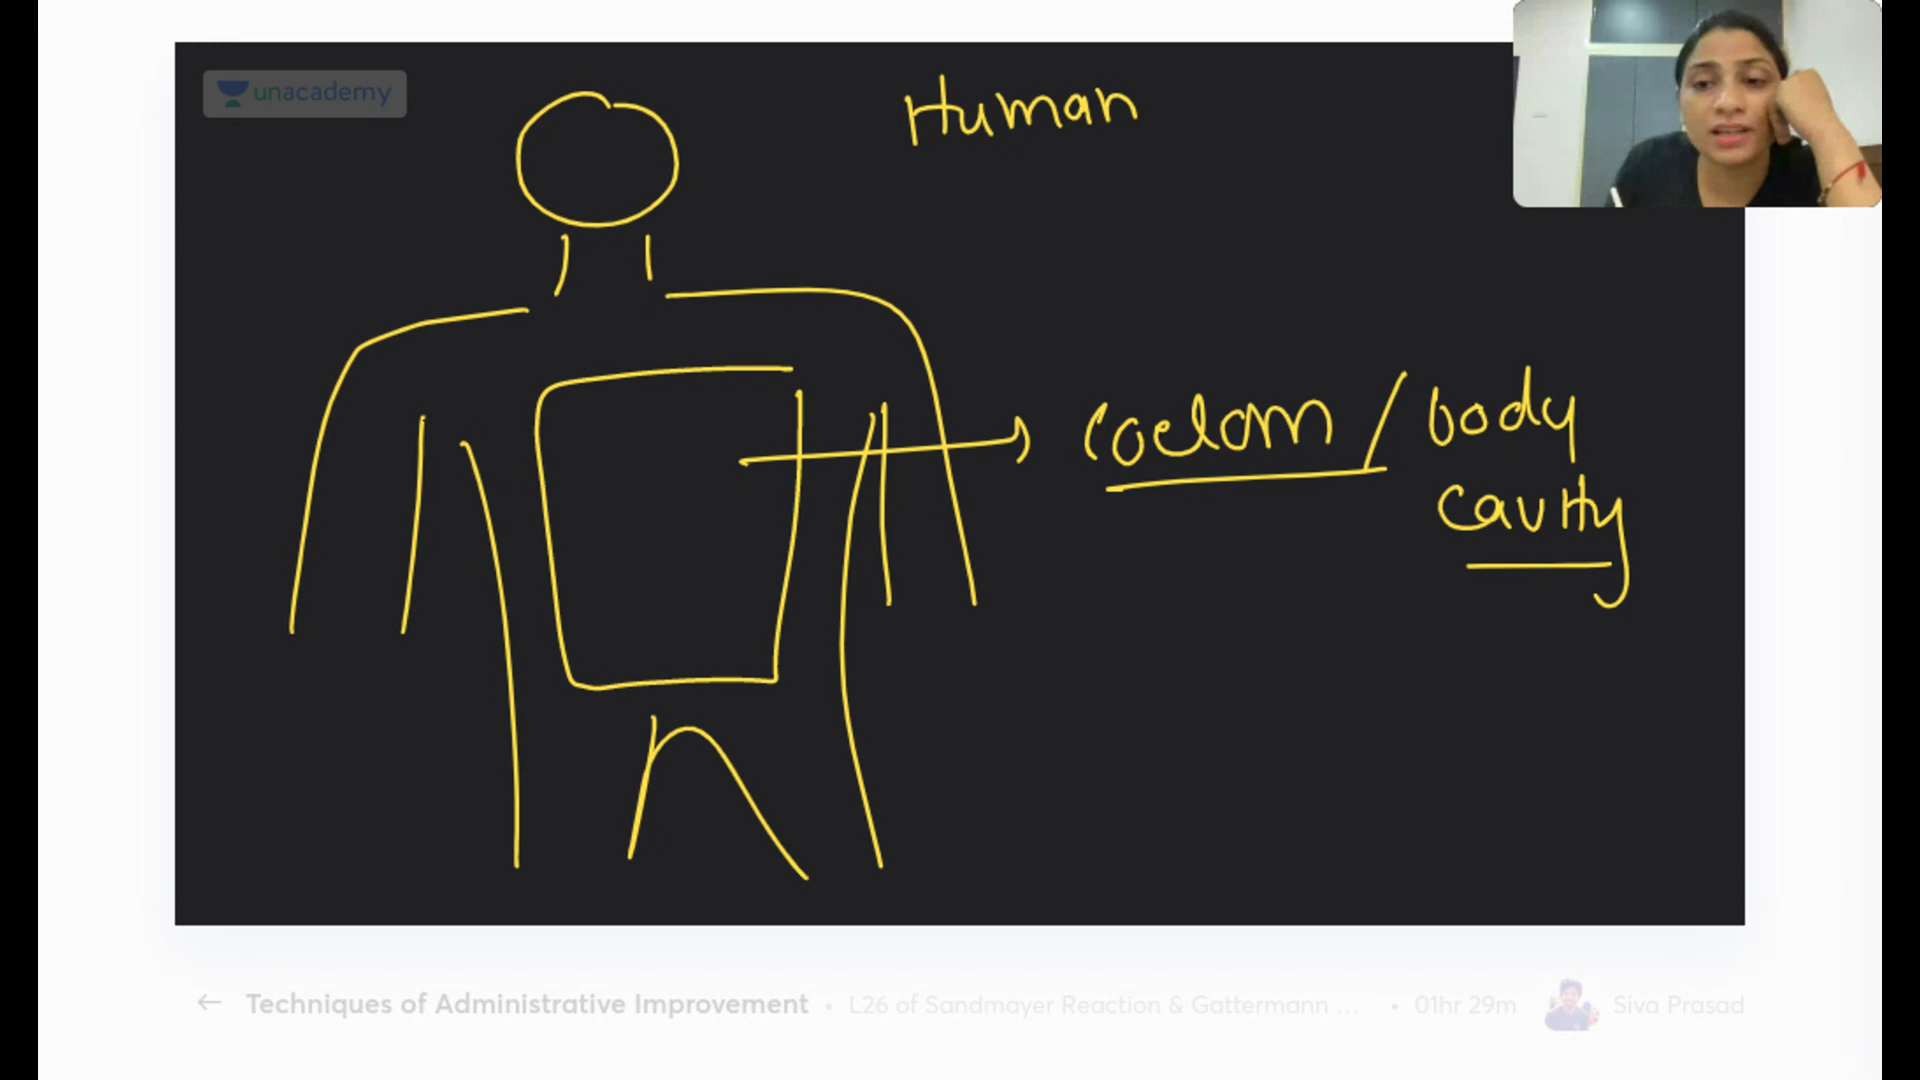 unacademy
Human
Coelom / body
cavity
← Techniques of Administrative Improvement • L26 of Sandmayer Reaction & Gattermann ... • 01hr 29m Siva Prasad